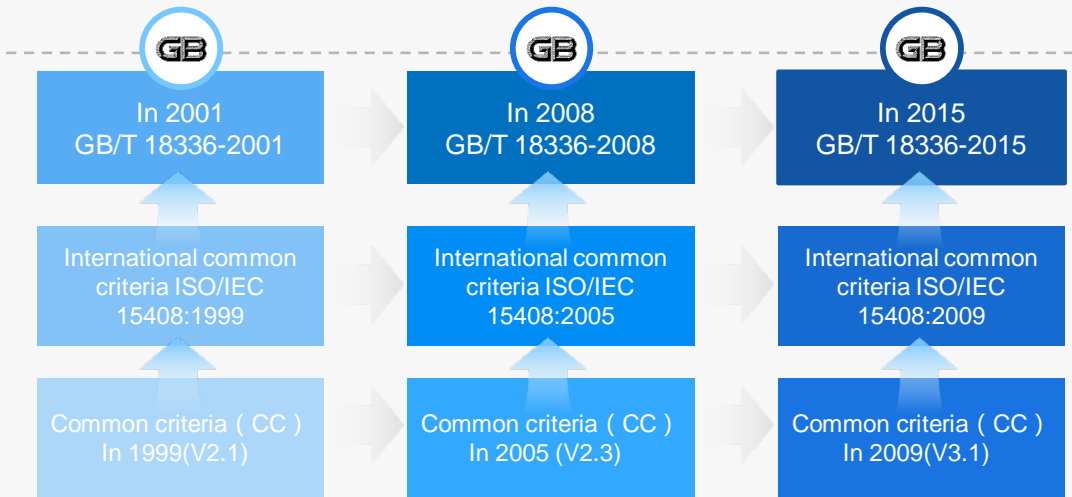 GB
GB
GB
In 2001
GB/T 18336-2001
In 2008
GB/T 18336-2008
In 2015
GB/T 18336-2015
International common
criteria ISO/IEC
15408:1999
International common
criteria ISO/IEC
15408:2005
International common
criteria ISO/IEC
15408:2009
Common criteria（CC）
In 1999(V2.1)
Common criteria（CC）
In 2005 (V2.3)
Common criteria（CC）
In 2009(V3.1)